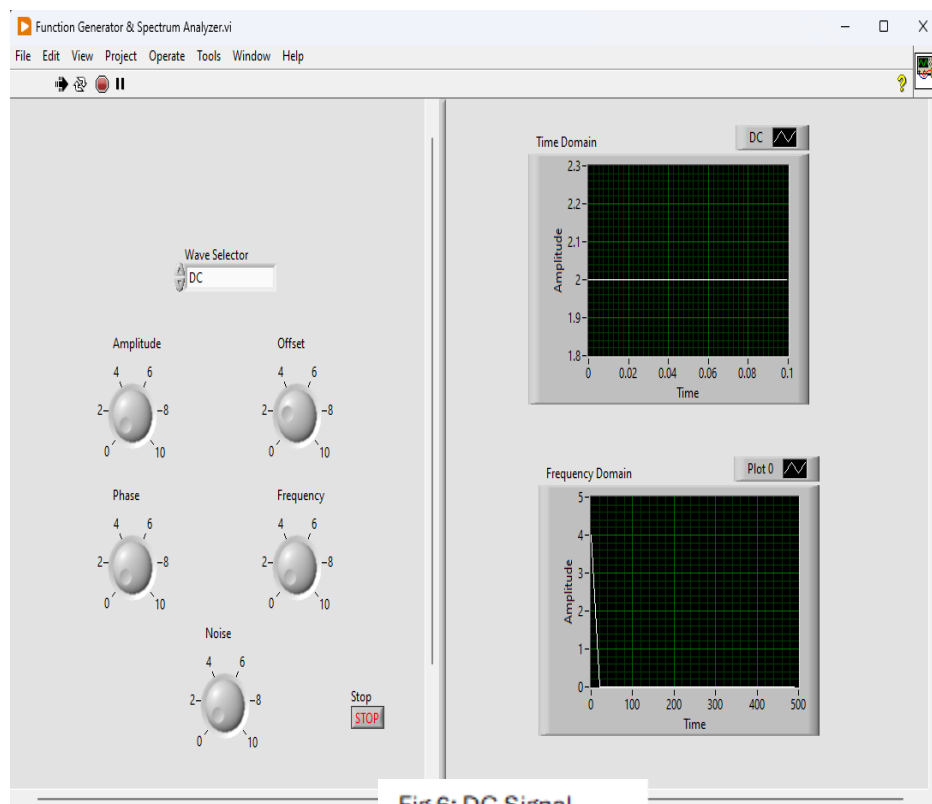 Function Generator & Spectrum Analyzer.vi
File Edit View Project Operate Tools Window Help
Wave Selector
DC
Amplitude
0 2 4 6 8 10
Offset
0 2 4 6 8 10
Phase
0 2 4 6 8 10
Frequency
0 2 4 6 8 10
Noise
0 2 4 6 8 10
Stop
STOP
Time Domain
DC
Amplitude
2.3
2.2
2.1
2
1.9
1.8
0 0.02 0.04 0.06 0.08 0.1
Time
Frequency Domain
Plot 0
Amplitude
5
4
3
2
1
0
0 100 200 300 400 500
Time
Fig 6: DC Signal